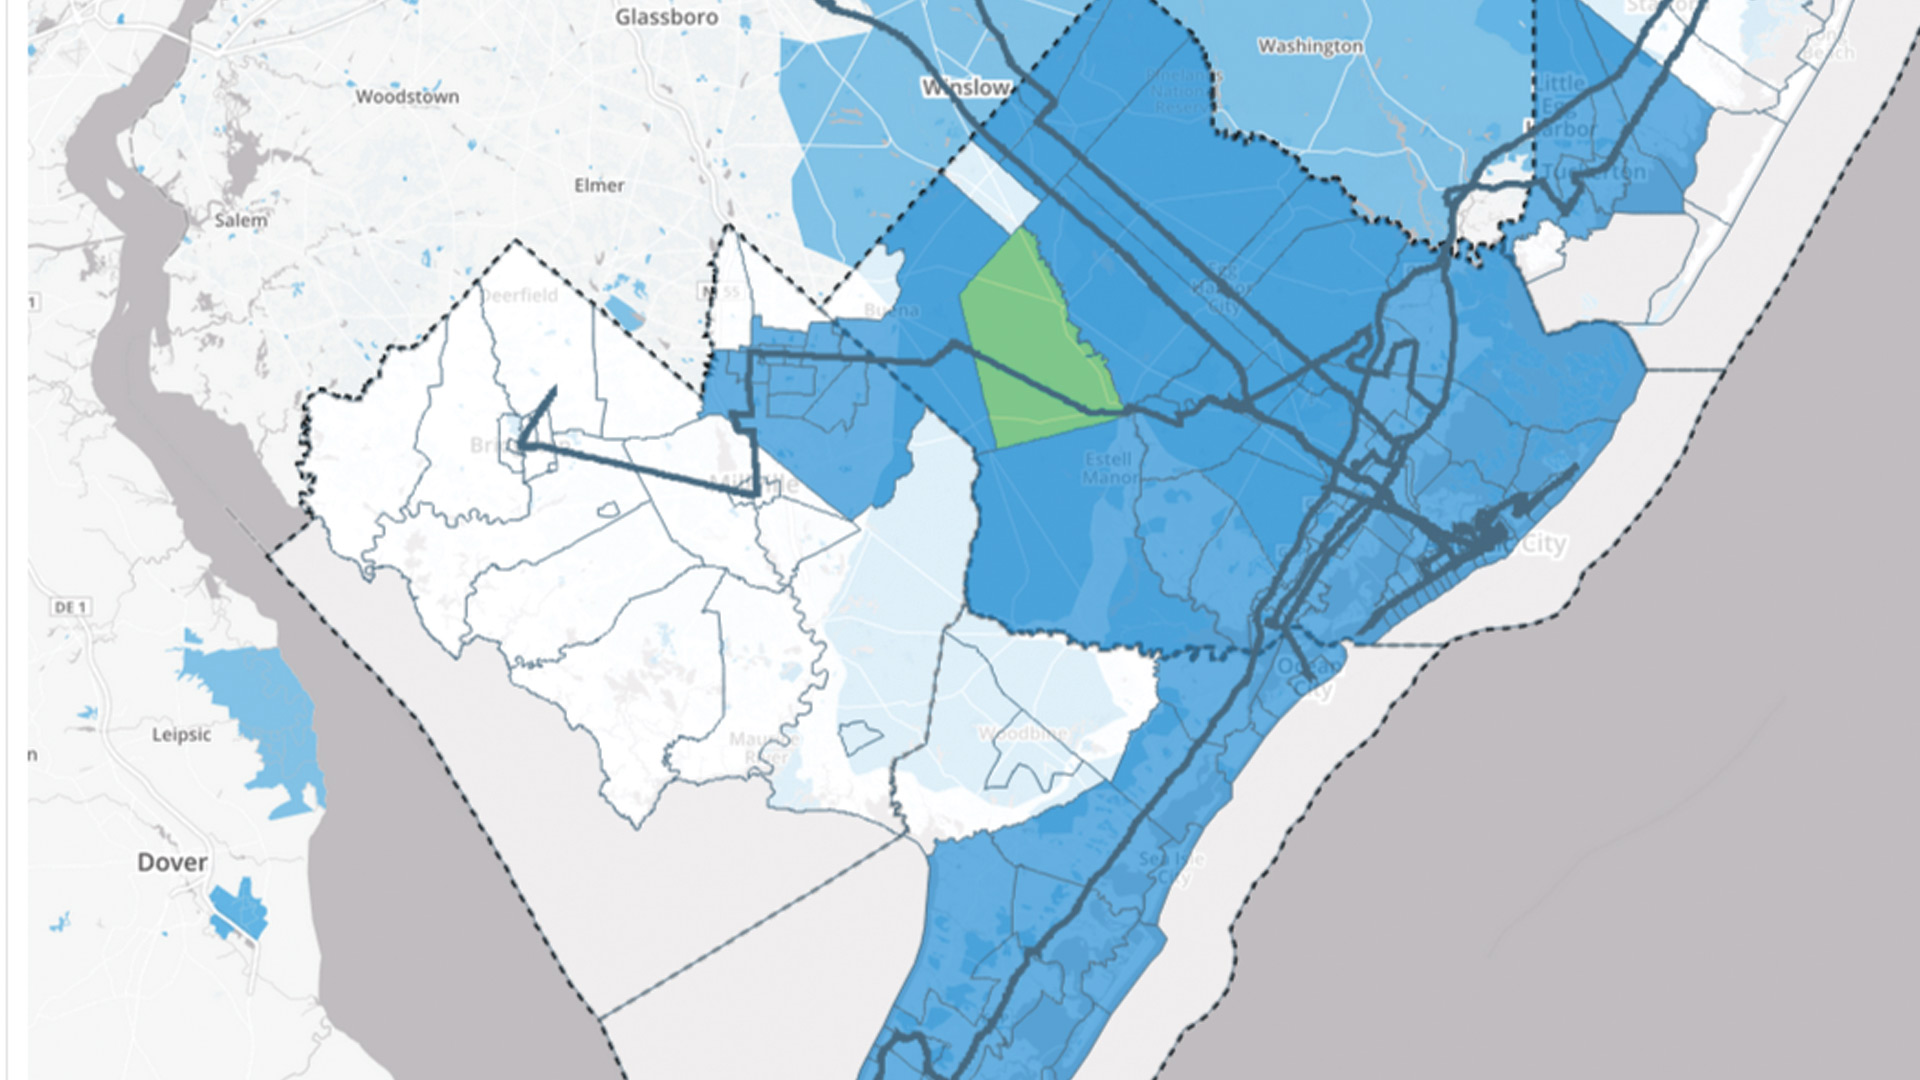 Glassboro
Washington
Stafford
Long
Beach
Woodstown
Winslow
Pinelands
National
Reserve
Little
Egg
Harbor
Elmer
Tuckerton
Salem
Deerfield
55
Buena
Egg
Harbor
City
1
Bridgeton
Millville
Estell
Manor
City
DE 1
Ocean
City
Leipsic
n
Woodbine
Maurice
River
Dover
Sea Isle
City